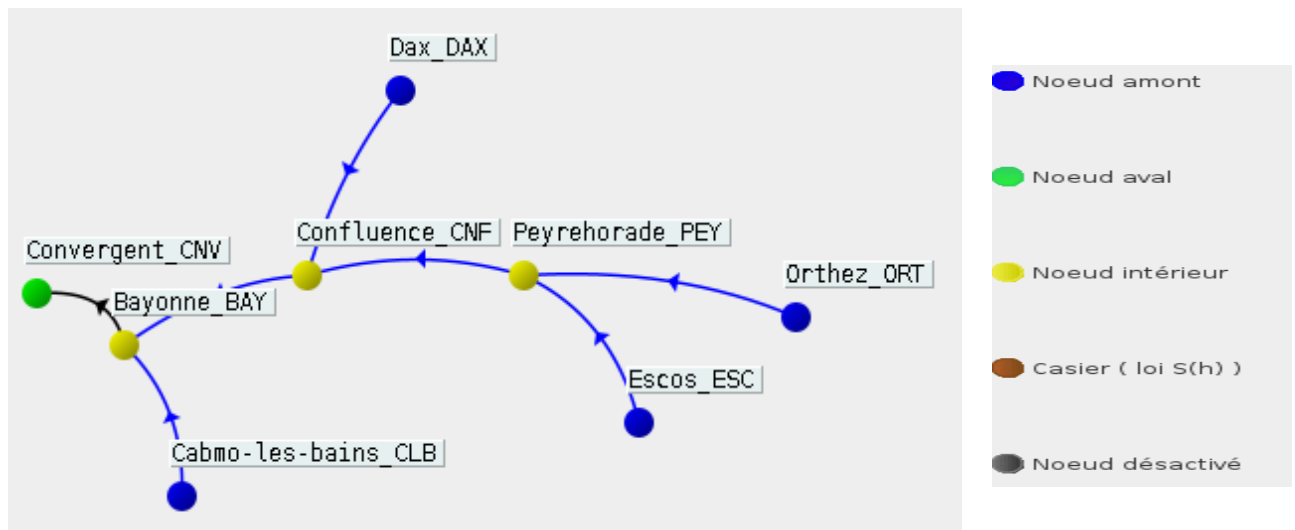 Dax_DAX
Convergent_CNV
Confluence_CNF
Peyrehorade_PEY
Orthez_ORT
Bayonne_BAY
Escos_ESC
Cabmo-les-bains_CLB
Noeud amont
Noeud aval
Noeud intérieur
Casier ( loi S(h) )
Noeud désactivé